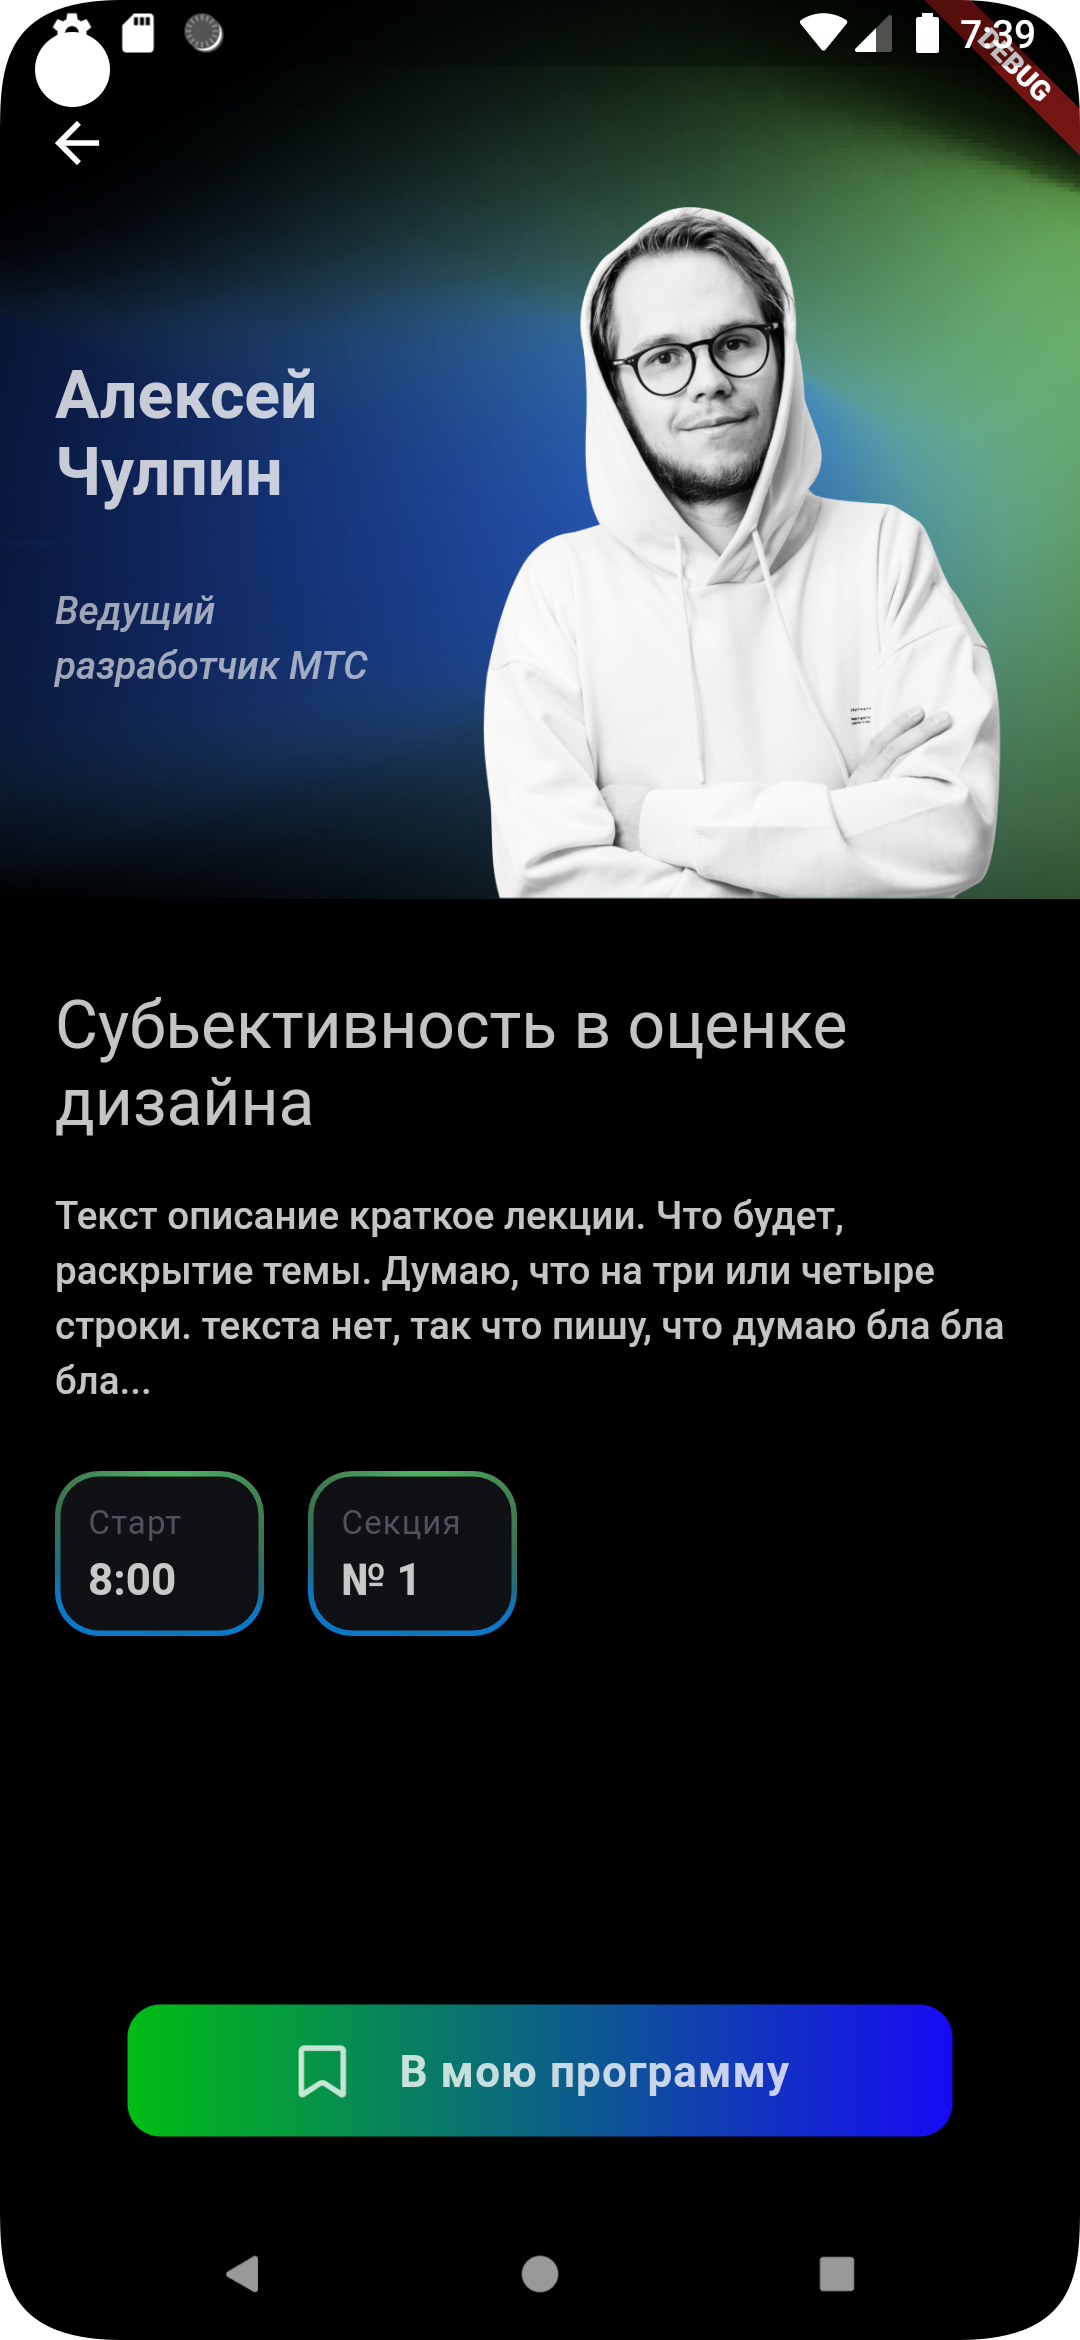 7:39
DEBUG
Алексей
Чулпин
Ведущий
разработчик МТС
Субьективность в оценке
дизайна
Текст описание краткое лекции. Что будет,
раскрытие темы. Думаю, что на три или четыре
строки. текста нет, так что пишу, что думаю бла бла
бла...
Старт
8:00
Секция
№ 1
В мою программу